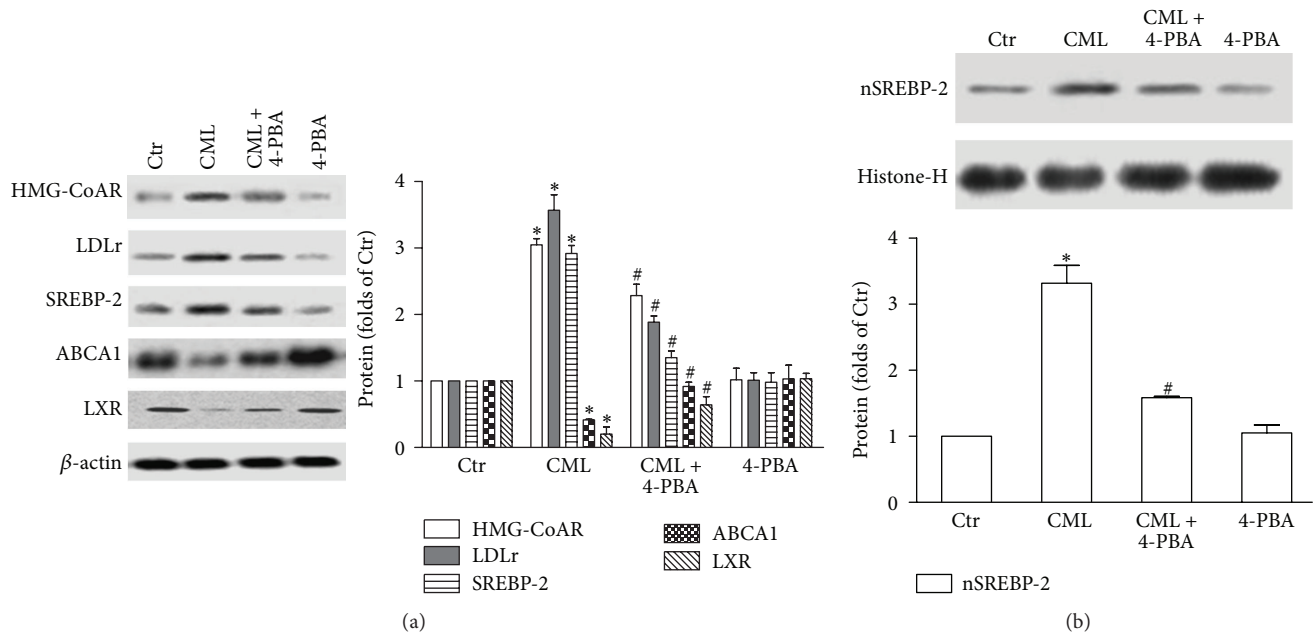 Ctr
CML
CML +
4-PBA
4-PBA
HMG-CoAR
LDLr
SREBP-2
ABCA1
LXR
β-actin
Protein (folds of Ctr)
4
3
2
1
0
* * *
* *
# # # # #
Ctr CML CML + 4-PBA
4-PBA
HMG-CoAR
LDLr
SREBP-2
ABCA1
LXR
(a)
Ctr CML CML + 4-PBA
4-PBA
nSREBP-2
Histone-H
Protein (folds of Ctr)
4
3
2
1
0
*
#
Ctr CML CML + 4-PBA
4-PBA
nSREBP-2
(b)